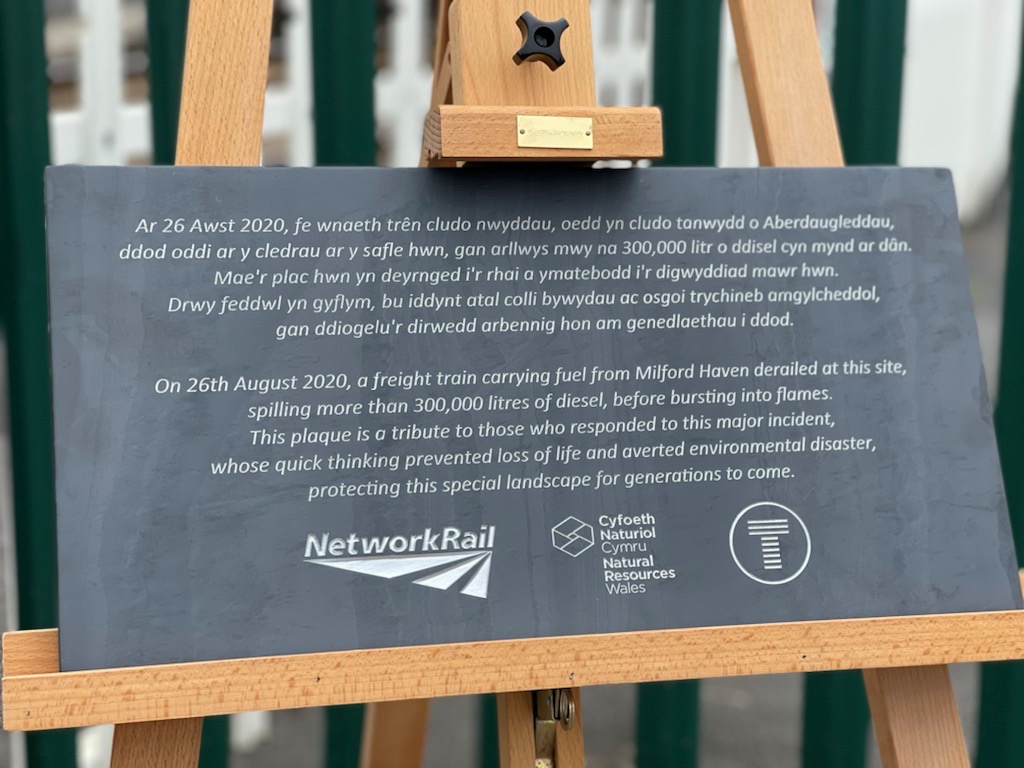 Ar 26 Awst 2020, fe wnaeth trên cludo nwyddau, oedd yn cludo tanwydd o Aberdaugleddau,
ddod oddi ar y cledrau ar y safle hwn, gan arllwys mwy na 300,000 litr o ddisel cyn mynd ar dân.
Mae'r plac hwn yn deyrnged i'r rhai a ymatebodd i'r digwyddiad mawr hwn.
Drwy feddwl yn gyflym, bu iddynt atal colli bywydau ac osgoi trychineb amgylcheddol,
gan ddiogelu'r dirwedd arbennig hon am genedlaethau i ddod.
On 26th August 2020, a freight train carrying fuel from Milford Haven derailed at this site,
spilling more than 300,000 litres of diesel, before bursting into flames.
This plaque is a tribute to those who responded to this major incident,
whose quick thinking prevented loss of life and averted environmental disaster,
protecting this special landscape for generations to come.
NetworkRail
Cyfoeth
Naturiol
Cymru
Natural
Resources
Wales
T